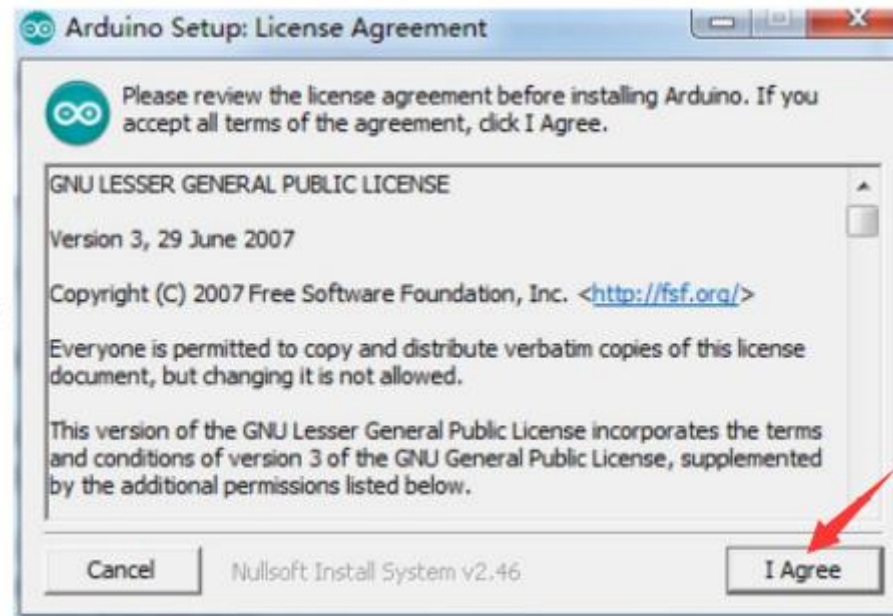 Arduino Setup: License Agreement
Please review the license agreement before installing Arduino. If you
accept all terms of the agreement, click I Agree.
GNU LESSER GENERAL PUBLIC LICENSE
Version 3, 29 June 2007
Copyright (C) 2007 Free Software Foundation, Inc. <http://fsf.org/>
Everyone is permitted to copy and distribute verbatim copies of this license
document, but changing it is not allowed.
This version of the GNU Lesser General Public License incorporates the terms
and conditions of version 3 of the GNU General Public License, supplemented
by the additional permissions listed below.
Cancel Nullsoft Install System v2.46 I Agree